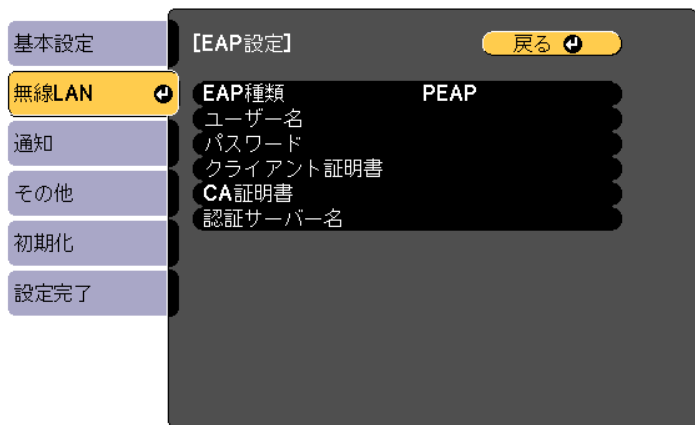 基本設定
無線LAN
通知
その他
初期化
設定完了
[EAP設定]
戻る
EAP種類 PEAP
ユーザー名
パスワード
クライアント証明書
CA証明書
認証サーバー名